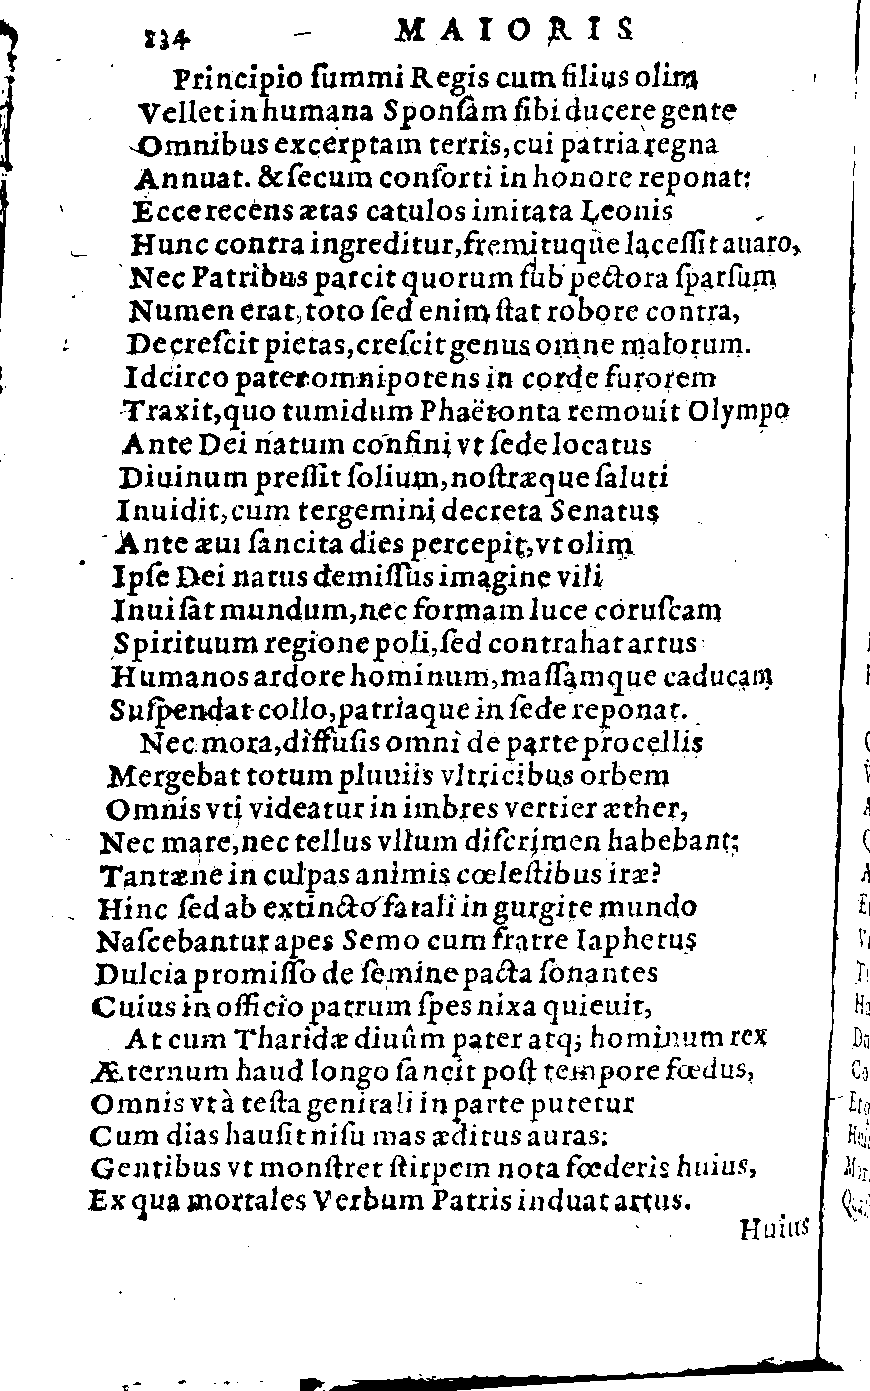 134 MAIORIS
Principio ſummi Regis cum filius olim
Vellet in humana Sponſam ſibi ducere gente
Omnibus excerptam terris, cui patria regna
Annuat. & ſecum conſorti in honore reponat:
Ecce recens ætas catulos imitata Leonis
Hunc contra ingreditur, fremituque laceſſit auaro,
Nec Patribus parcit quorum ſub pectora ſparſum
Numen erat, toto ſed enim ſtat robore contra,
Decreſcit pietas, creſcit genus omne malorum.
Idcirco pater omnipotens in corde furorem
Traxit, quo tumidum Phaëtonta remouit Olympo
Ante Dei natum confini vt ſede locatus
Diuinum preſſit ſolium, noſtræque ſaluti
Inuidit, cum tergemini decreta Senatus
Ante æui ſancita dies percepit, vt olim
Ipſe Dei natus demiſſus imagine vili
Inuiſat mundum, nec formam luce coruſcam
Spirituum regione poli, ſed contrahat artus
Humanos ardore hominum, maſſamque caducam
Suſpendat collo, patriaque in ſede reponat.
Nec mora, diffuſis omni de parte procellis
Mergebat totum pluuiis vltricibus orbem
Omnis vti videatur in imbres vertier æther,
Nec mare, nec tellus vllum diſcrimen habebant;
Tantæne in culpas animis cœleſtibus iræ?
Hinc ſed ab extincto fatali in gurgite mundo
Naſcebantur apes Semo cum fratre Iaphetus
Dulcia promiſſo de ſemine pacta ſonantes
Cuius in officio patrum ſpes nixa quieuit,
At cum Tharidæ diuûm pater atq; hominum rex
Æternum haud longo ſancit poſt tempore fœdus,
Omnis vt à teſta genitali in parte putetur
Cum dias hauſit niſu mas æditus auras:
Gentibus vt monſtret ſtirpem nota fœderis huius,
Ex qua mortales Verbum Patris induat artus.
Huius